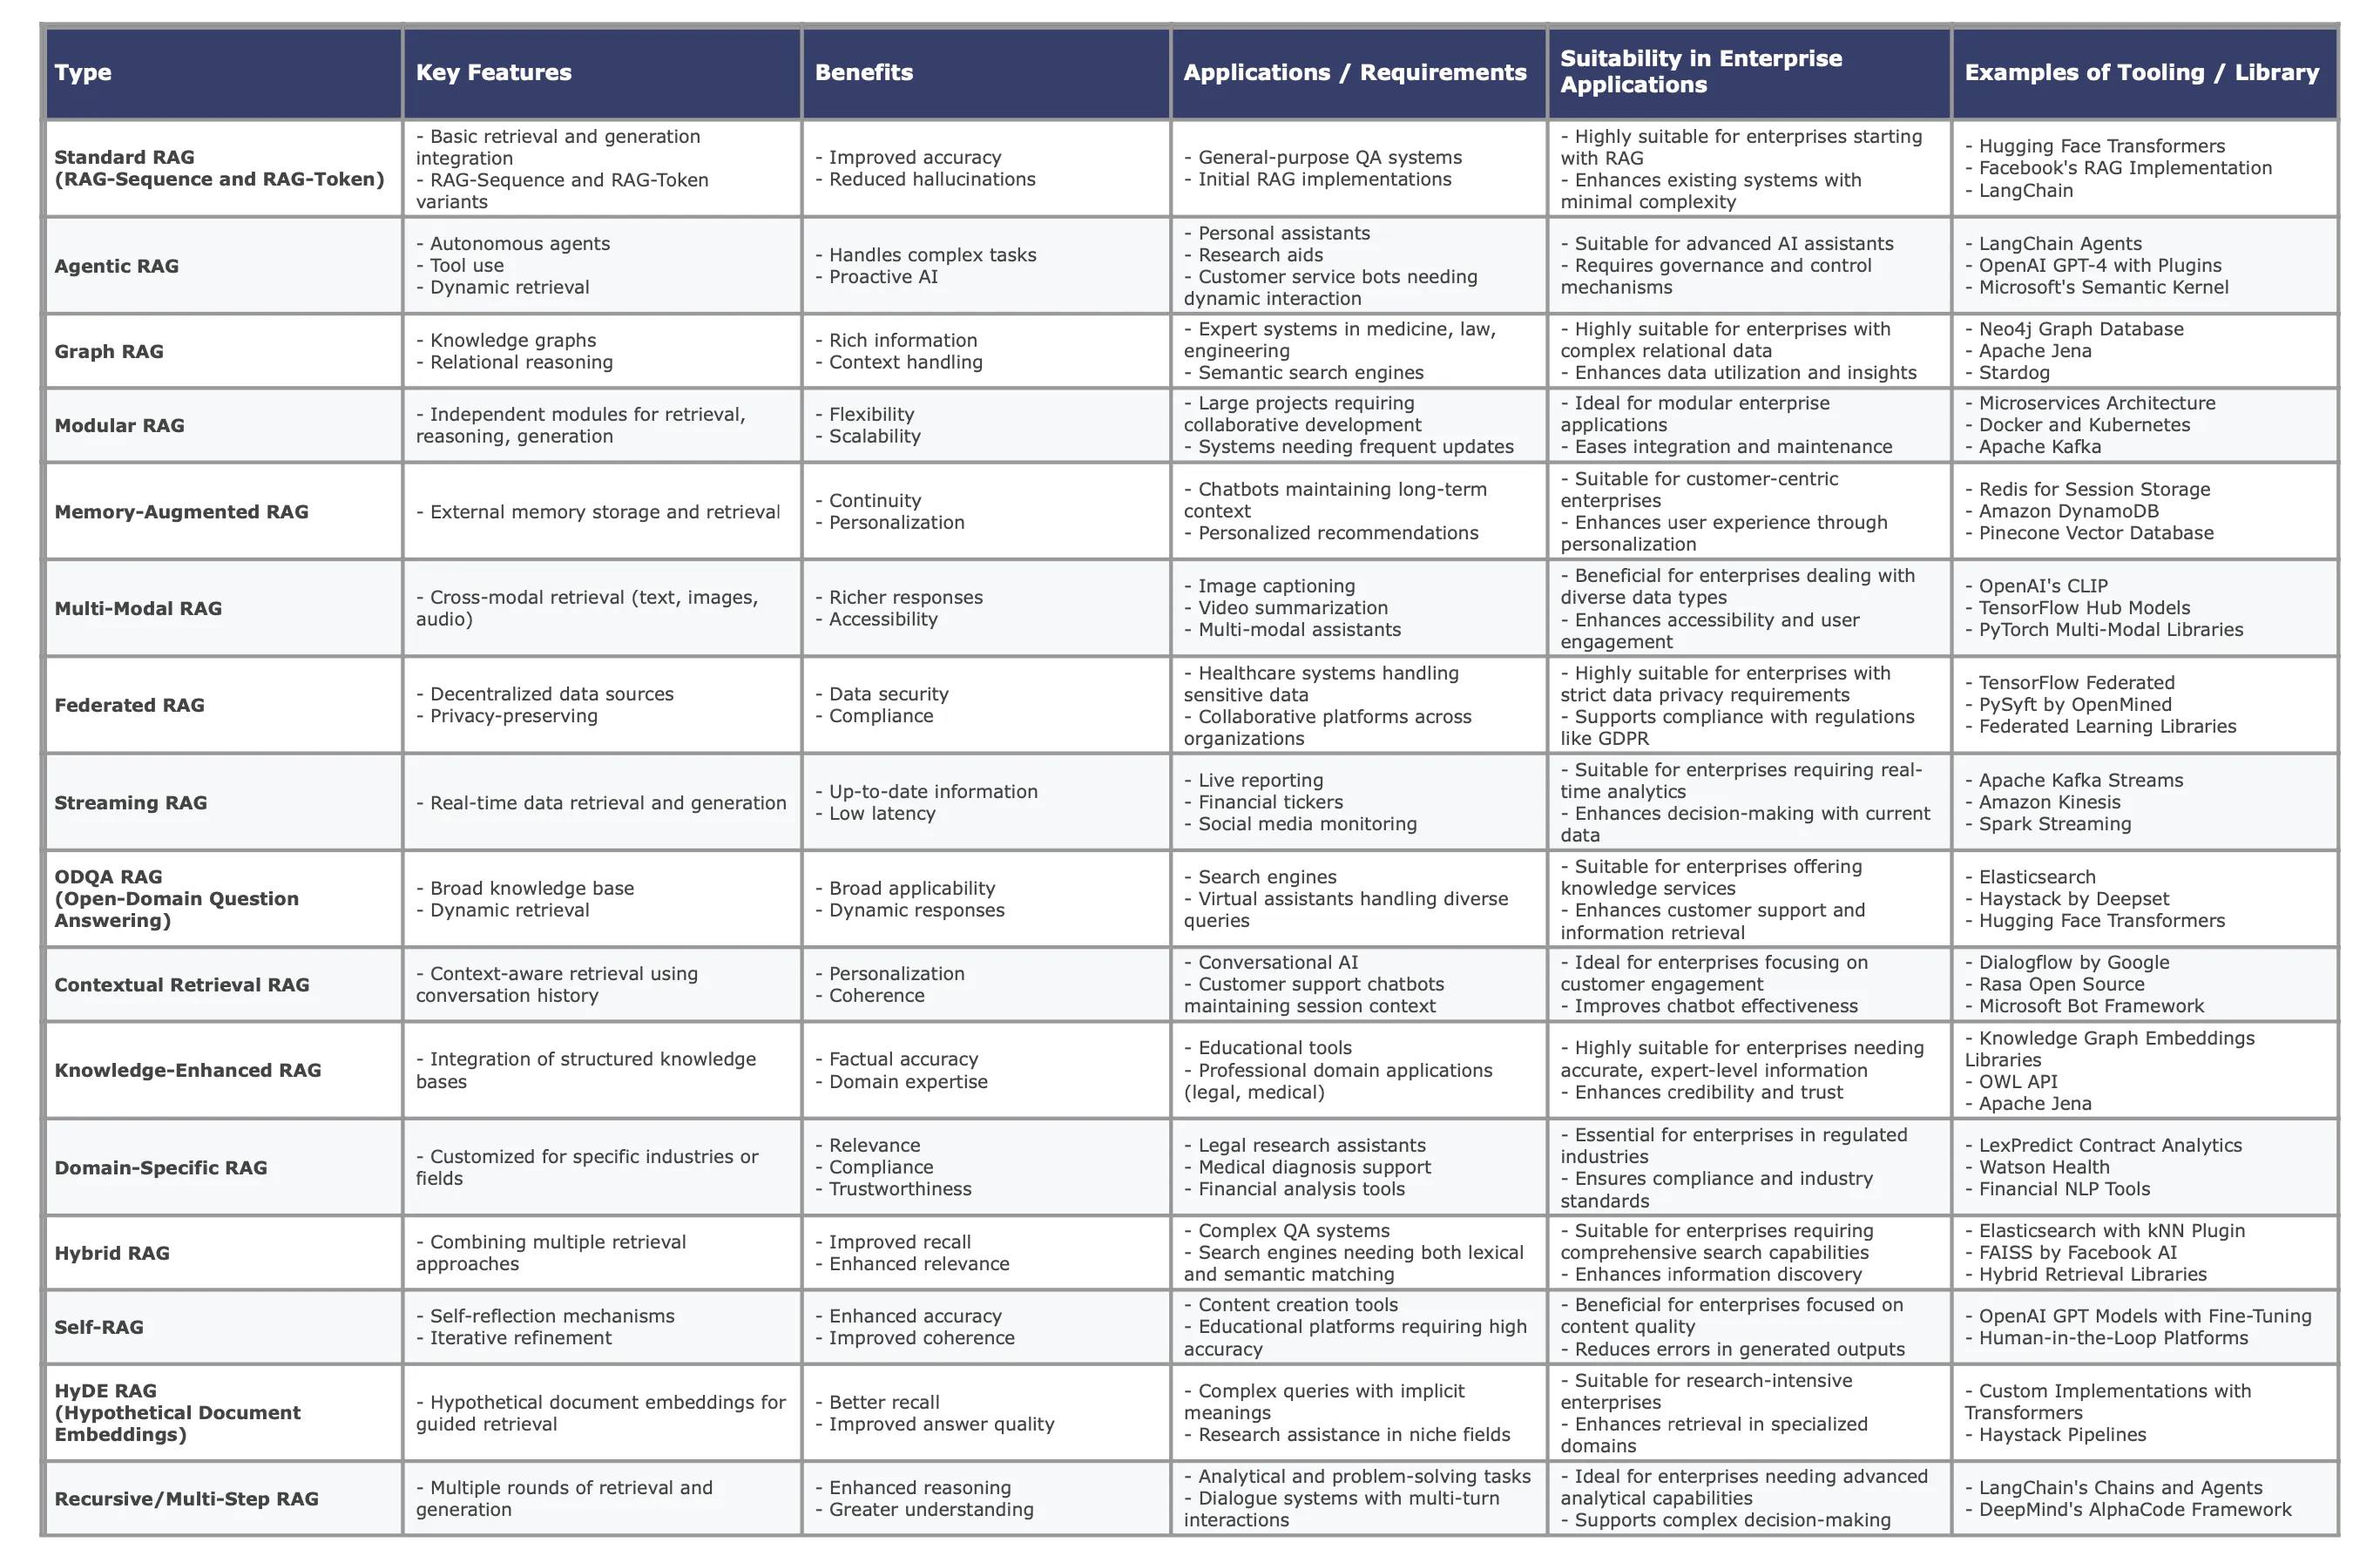 Type
Key Features
Benefits
Applications / Requirements
Suitability in Enterprise
Applications
Examples of Tooling / Library
Standard RAG
(RAG-Sequence and RAG-Token)
- Basic retrieval and generation
integration
- RAG-Sequence and RAG-Token
variants
- Improved accuracy
- Reduced hallucinations
- General-purpose QA systems
- Initial RAG implementations
- Highly suitable for enterprises starting
with RAG
- Enhances existing systems with
minimal complexity
- Hugging Face Transformers
- Facebook's RAG Implementation
- LangChain
Agentic RAG
- Autonomous agents
- Tool use
- Dynamic retrieval
- Handles complex tasks
- Proactive AI
- Personal assistants
- Research aids
- Customer service bots needing
dynamic interaction
- Suitable for advanced AI assistants
- Requires governance and control
mechanisms
- LangChain Agents
- OpenAI GPT-4 with Plugins
- Microsoft's Semantic Kernel
Graph RAG
- Knowledge graphs
- Relational reasoning
- Rich information
- Context handling
- Expert systems in medicine, law,
engineering
- Semantic search engines
- Highly suitable for enterprises with
complex relational data
- Enhances data utilization and insights
- Neo4j Graph Database
- Apache Jena
- Stardog
Modular RAG
- Independent modules for retrieval,
reasoning, generation
- Flexibility
- Scalability
- Large projects requiring
collaborative development
- Systems needing frequent updates
- Ideal for modular enterprise
applications
- Eases integration and maintenance
- Microservices Architecture
- Docker and Kubernetes
- Apache Kafka
Memory-Augmented RAG
- External memory storage and retrieval
- Continuity
- Personalization
- Chatbots maintaining long-term
context
- Personalized recommendations
- Suitable for customer-centric
enterprises
- Enhances user experience through
personalization
- Redis for Session Storage
- Amazon DynamoDB
- Pinecone Vector Database
Multi-Modal RAG
- Cross-modal retrieval (text, images,
audio)
- Richer responses
- Accessibility
- Image captioning
- Video summarization
- Multi-modal assistants
- Beneficial for enterprises dealing with
diverse data types
- Enhances accessibility and user
engagement
- OpenAI's CLIP
- TensorFlow Hub Models
- PyTorch Multi-Modal Libraries
Federated RAG
- Decentralized data sources
- Privacy-preserving
- Data security
- Compliance
- Healthcare systems handling
sensitive data
- Collaborative platforms across
organizations
- Highly suitable for enterprises with
strict data privacy requirements
- Supports compliance with regulations
like GDPR
- TensorFlow Federated
- PySyft by OpenMined
- Federated Learning Libraries
Streaming RAG
- Real-time data retrieval and generation
- Up-to-date information
- Low latency
- Live reporting
- Financial tickers
- Social media monitoring
- Suitable for enterprises requiring real-
time analytics
- Enhances decision-making with current
data
- Apache Kafka Streams
- Amazon Kinesis
- Spark Streaming
ODQA RAG
(Open-Domain Question
Answering)
- Broad knowledge base
- Dynamic retrieval
- Broad applicability
- Dynamic responses
- Search engines
- Virtual assistants handling diverse
queries
- Suitable for enterprises offering
knowledge services
- Enhances customer support and
information retrieval
- Elasticsearch
- Haystack by Deepset
- Hugging Face Transformers
Contextual Retrieval RAG
- Context-aware retrieval using
conversation history
- Personalization
- Coherence
- Conversational AI
- Customer support chatbots
maintaining session context
- Ideal for enterprises focusing on
customer engagement
- Improves chatbot effectiveness
- Dialogflow by Google
- Rasa Open Source
- Microsoft Bot Framework
Knowledge-Enhanced RAG
- Integration of structured knowledge
bases
- Factual accuracy
- Domain expertise
- Educational tools
- Professional domain applications
(legal, medical)
- Highly suitable for enterprises needing
accurate, expert-level information
- Enhances credibility and trust
- Knowledge Graph Embeddings
Libraries
- OWL API
- Apache Jena
Domain-Specific RAG
- Customized for specific industries or
fields
- Relevance
- Compliance
- Trustworthiness
- Legal research assistants
- Medical diagnosis support
- Financial analysis tools
- Essential for enterprises in regulated
industries
- Ensures compliance and industry
standards
- LexPredict Contract Analytics
- Watson Health
- Financial NLP Tools
Hybrid RAG
- Combining multiple retrieval
approaches
- Improved recall
- Enhanced relevance
- Complex QA systems
- Search engines needing both lexical
and semantic matching
- Suitable for enterprises requiring
comprehensive search capabilities
- Enhances information discovery
- Elasticsearch with kNN Plugin
- FAISS by Facebook AI
- Hybrid Retrieval Libraries
Self-RAG
- Self-reflection mechanisms
- Iterative refinement
- Enhanced accuracy
- Improved coherence
- Content creation tools
- Educational platforms requiring high
accuracy
- Beneficial for enterprises focused on
content quality
- Reduces errors in generated outputs
- OpenAI GPT Models with Fine-Tuning
- Human-in-the-Loop Platforms
HyDE RAG
(Hypothetical Document
Embeddings)
- Hypothetical document embeddings for
guided retrieval
- Better recall
- Improved answer quality
- Complex queries with implicit
meanings
- Research assistance in niche fields
- Suitable for research-intensive
enterprises
- Enhances retrieval in specialized
domains
- Custom Implementations with
Transformers
- Haystack Pipelines
Recursive/Multi-Step RAG
- Multiple rounds of retrieval and
generation
- Enhanced reasoning
- Greater understanding
- Analytical and problem-solving tasks
- Dialogue systems with multi-turn
interactions
- Ideal for enterprises needing advanced
analytical capabilities
- Supports complex decision-making
- LangChain's Chains and Agents
- DeepMind's AlphaCode Framework